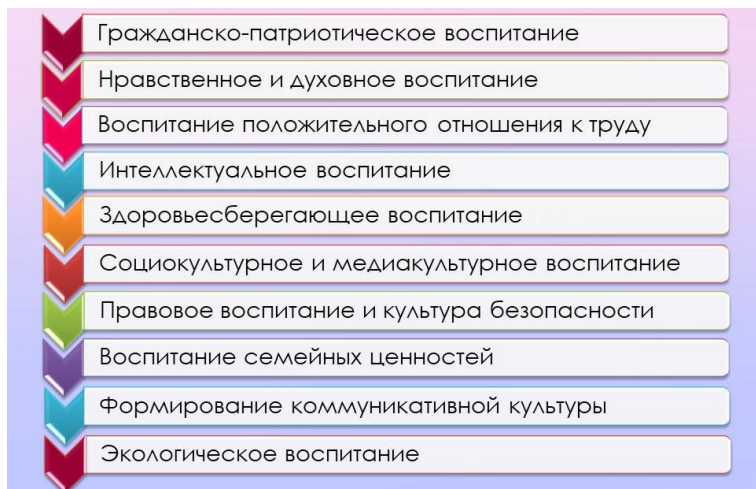 Гражданско-патриотическое воспитание
Нравственное и духовное воспитание
Воспитание положительного отношения к труду
Интеллектуальное воспитание
Здоровьесберегающее воспитание
Социокультурное и медиакультурное воспитание
Правовое воспитание и культура безопасности
Воспитание семейных ценностей
Формирование коммуникативной культуры
Экологическое воспитание